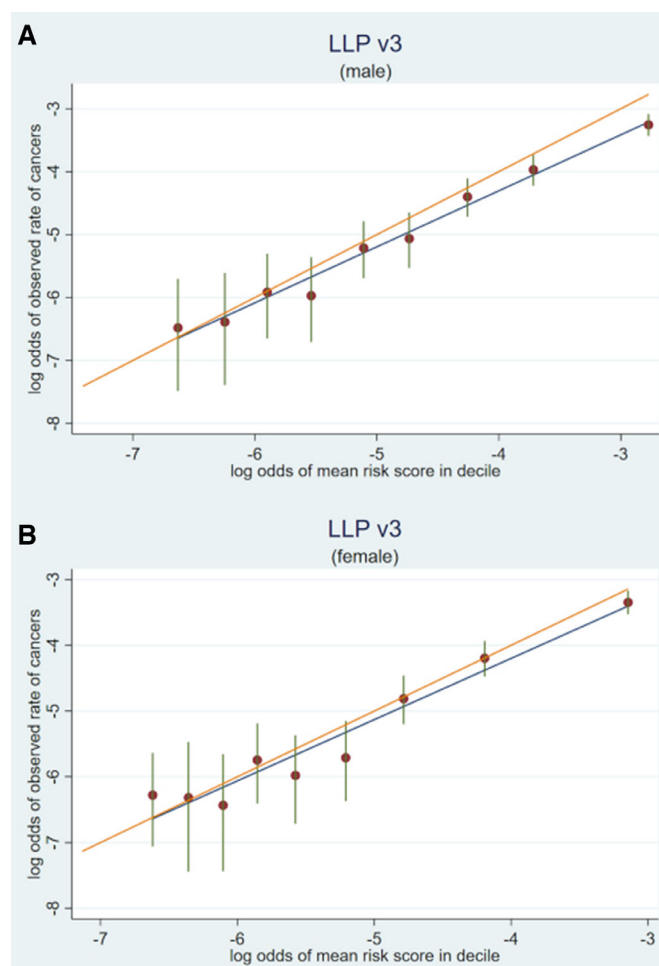 A
LLP v3
(male)
log odds of observed rate of cancers
-3
-4
-5
-6
-7
-8
-7 -6 -5 -4 -3
log odds of mean risk score in decile
B
LLP v3
(female)
log odds of observed rate of cancers
-3
-4
-5
-6
-7
-8
-7 -6 -5 -4 -3
log odds of mean risk score in decile